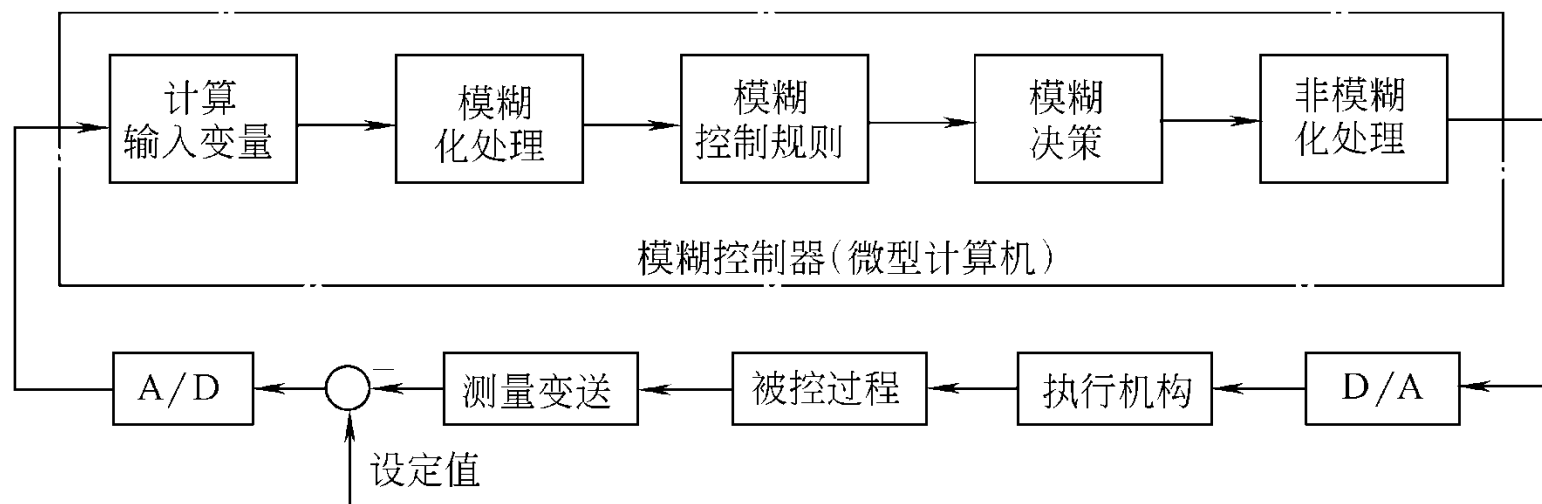 计算
输入变量
模糊
化处理
模糊
控制规则
模糊
决策
非模糊
化处理
模糊控制器(微型计算机)
A/D
−
测量变送
被控过程
执行机构
D/A
设定值